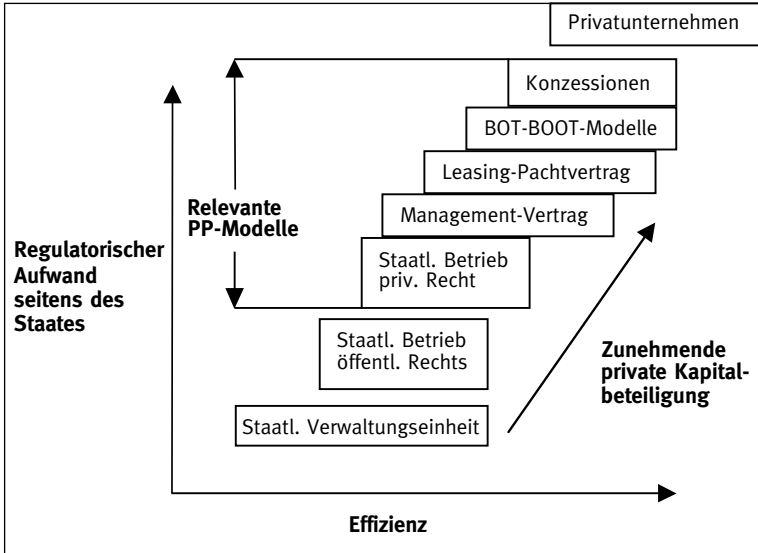 Privatunternehmen
Konzessionen
BOT-BOOT-Modelle
Leasing-Pachtvertrag
Management-Vertrag
Relevante
PP-Modelle
Staatl. Betrieb
priv. Recht
Regulatorischer
Aufwand
seitens des
Staates
Staatl. Betrieb
öffentl. Rechts
Zunehmende
private Kapital-
beteiligung
Staatl. Verwaltungseinheit
Effizienz